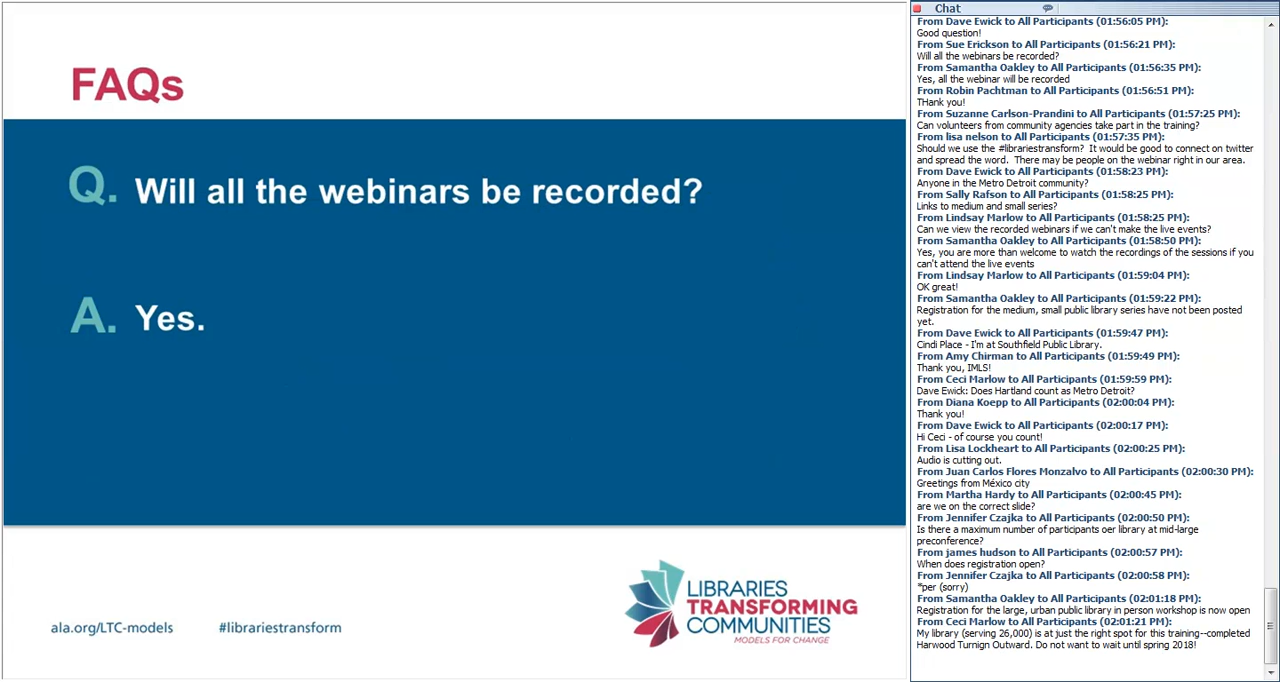 FAQs
Q. Will all the webinars be recorded?
A. Yes.
ala.org/LTC-models
#librariestransform
LIBRARIES
TRANSFORMING
COMMUNITIES
MODELS FOR CHANGE
Chat
From Dave Ewick to All Participants (01:56:05 PM):
Good question!
From Sue Erickson to All Participants (01:56:21 PM):
Will all the webinars be recorded?
From Samantha Oakley to All Participants (01:56:35 PM):
Yes, all the webinar will be recorded
From Robin Pachtman to All Participants (01:56:51 PM):
THank you!
From Suzanne Carlson-Prandini to All Participants (01:57:25 PM):
Can volunteers from community agencies take part in the training?
From lisa nelson to All Participants (01:57:35 PM):
Should we use the #librariestransform? It would be good to connect on twitter
and spread the word. There may be people on the webinar right in our area.
From Dave Ewick to All Participants (01:58:23 PM):
Anyone in the Metro Detroit community?
From Sally Rafson to All Participants (01:58:25 PM):
Links to medium and small series?
From Lindsay Marlow to All Participants (01:58:25 PM):
Can we view the recorded webinars if we can't make the live events?
From Samantha Oakley to All Participants (01:58:50 PM):
Yes, you are more than welcome to watch the recordings of the sessions if you
can't attend the live events
From Lindsay Marlow to All Participants (01:59:04 PM):
OK great!
From Samantha Oakley to All Participants (01:59:22 PM):
Registration for the medium, small public library series have not been posted
yet.
From Dave Ewick to All Participants (01:59:47 PM):
Cindi Place - I'm at Southfield Public Library.
From Amy Chirman to All Participants (01:59:49 PM):
Thank you, IMLS!
From Ceci Marlow to All Participants (01:59:59 PM):
Dave Ewick: Does Hartland count as Metro Detroit?
From Diana Koepp to All Participants (02:00:04 PM):
Thank you!
From Dave Ewick to All Participants (02:00:17 PM):
Hi Ceci - of course you count!
From Lisa Lockheart to All Participants (02:00:25 PM):
Audio is cutting out.
From Juan Carlos Flores Monzalvo to All Participants (02:00:30 PM):
Greetings from México city
From Martha Hardy to All Participants (02:00:45 PM):
are we on the correct slide?
From Jennifer Czajka to All Participants (02:00:50 PM):
Is there a maximum number of participants oer library at mid-large
preconference?
From james hudson to All Participants (02:00:57 PM):
When does registration open?
From Jennifer Czajka to All Participants (02:00:58 PM):
*per (sorry)
From Samantha Oakley to All Participants (02:01:18 PM):
Registration for the large, urban public library in person workshop is now open
From Ceci Marlow to All Participants (02:01:21 PM):
My library (serving 26,000) is at just the right spot for this training--completed
Harwood Turnign Outward. Do not want to wait until spring 2018!